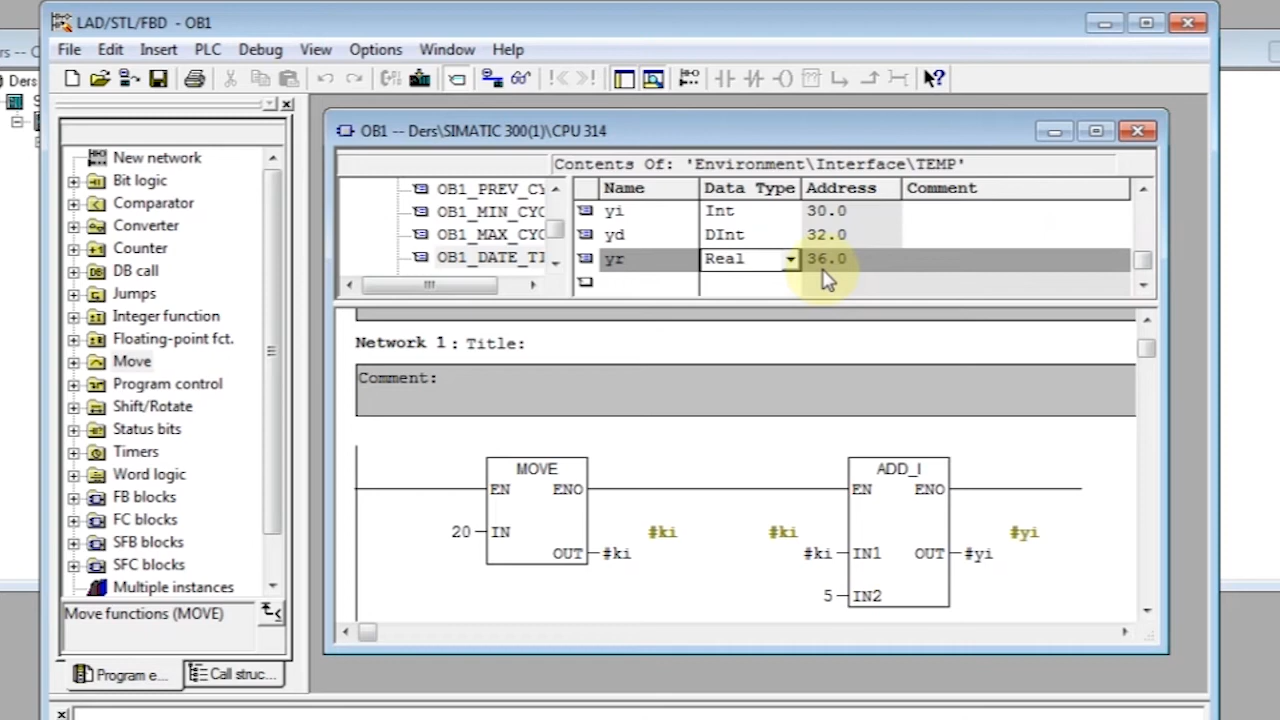 LAD/STL/FBD - OB1
File Edit Insert PLC Debug View Options Window Help
Ders
New network
Bit logic
Comparator
Converter
Counter
DB call
Jumps
Integer function
Floating-point fct.
Move
Program control
Shift/Rotate
Status bits
Timers
Word logic
FB blocks
FC blocks
SFB blocks
SFC blocks
Multiple instances
Move functions (MOVE)
Program e...
Call struc...
OB1 -- Ders\SIMATIC 300(1)\CPU 314
Contents Of: 'Environment\Interface\TEMP'
OB1_PREV_CY
OB1_MIN_CYC
OB1_MAX_CYC
OB1_DATE_TI
Name Data Type Address Comment
yi Int 30.0
yd DInt 32.0
yr Real 36.0
Network 1 : Title:
Comment:
MOVE
EN ENO
20 IN
OUT #ki
#ki
ADD_I
EN ENO
#ki
#ki IN1 OUT #yi
#yi
5 IN2